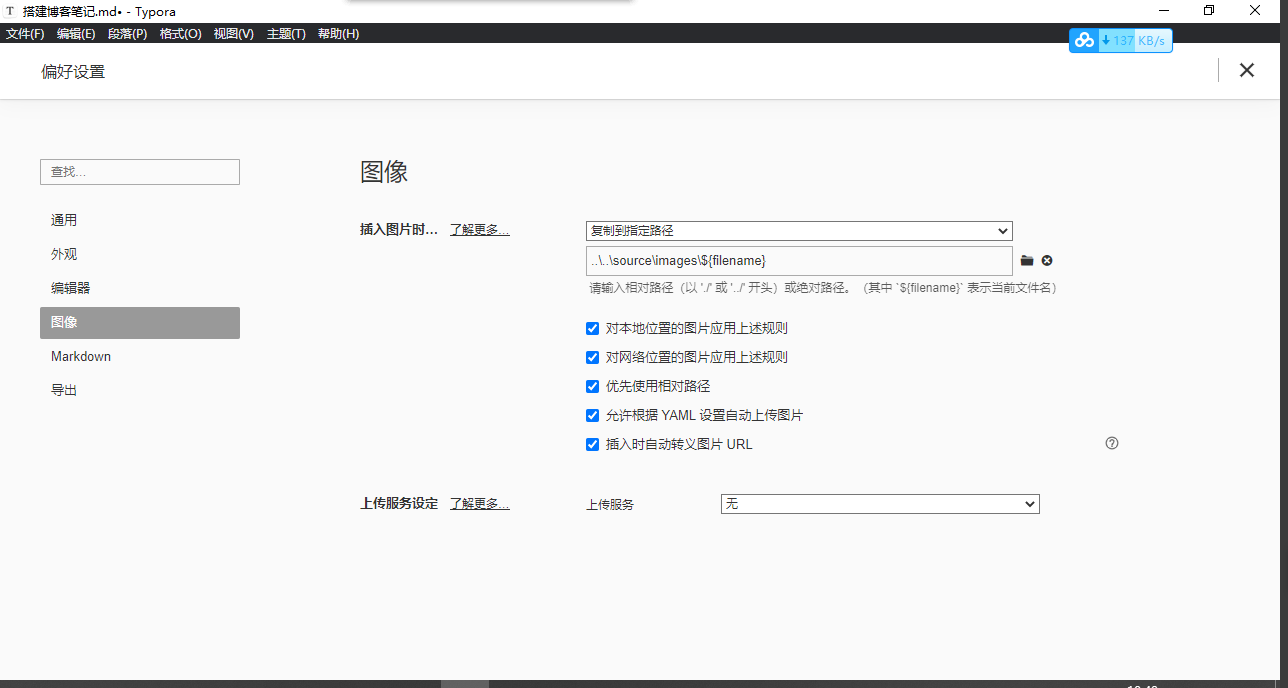 T 搭建博客笔记.md• - Typora
文件(F) 编辑(E) 段落(P) 格式(O) 视图(V) 主题(T) 帮助(H)
137 KB/s
偏好设置
查找...
通用
外观
编辑器
图像
Markdown
导出
图像
插入图片时... 了解更多...
复制到指定路径
..\..\source\images\${filename}
请输入相对路径（以 './' 或 '../' 开头）或绝对路径。（其中 `${filename}` 表示当前文件名）
对本地位置的图片应用上述规则
对网络位置的图片应用上述规则
优先使用相对路径
允许根据 YAML 设置自动上传图片
插入时自动转义图片 URL
上传服务设定 了解更多...
上传服务 无